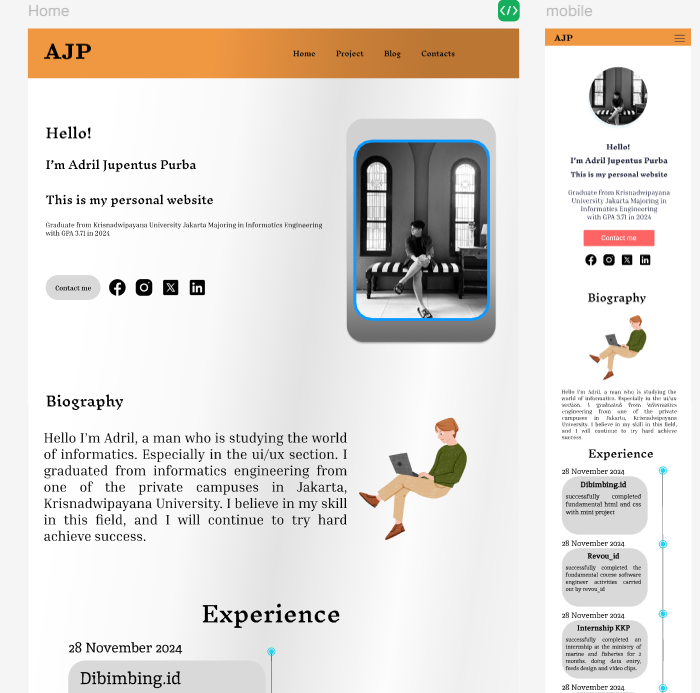 Home
</>
mobile
AJP
Home Project Blog Contacts
Hello!
I'm Adril Jupentus Purba
This is my personal website
Graduate from Krisnadwipayana University Jakarta Majoring in Informatics Engineering
with GPA 3.71 in 2024
Contact me
Biography
Hello I'm Adril, a man who is studying the world
of informatics. Especially in the ui/ux section. I
graduated from informatics engineering from
one of the private campuses in Jakarta,
Krisnadwipayana University. I believe in my skill
in this field, and I will continue to try hard
achieve success.
Experience
28 November 2024
Dibimbing.id
AJP
Hello!
I'm Adril Jupentus Purba
This is my personal website
Graduate from Krisnadwipayana
University Jakarta Majoring in
Informatics Engineering
with GPA 3.71 in 2024
Contact me
Biography
Hello I'm Adril, a man who is studying the
world of informatics. Especially in the ui/ux
section. I graduated from informatics
engineering from one of the private
campuses in Jakarta, Krisnadwipayana
University. I believe in my skill in this field,
and I will continue to try hard achieve
success.
Experience
28 November 2024
Dibimbing.id
successfully completed
fundamental html and css
with mini project
28 November 2024
Revou_id
successfully completed the
fundamental course software
engineer activities carried
out by revou_id
28 November 2024
Internship KKP
successfully completed an
internship at the ministry of
marine and fisheries for 2
months. doing data entry,
feeds design and video clips.
28 November 2024